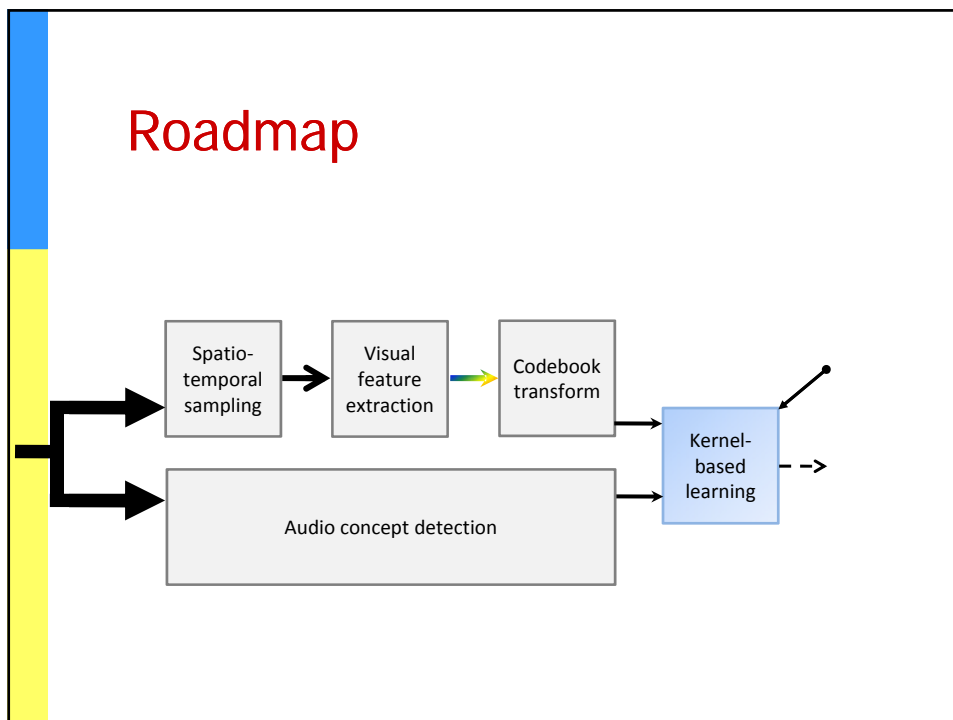 Roadmap
Spatio-
temporal
sampling
Visual
feature
extraction
Codebook
transform
Kernel-
based
learning
Audio concept detection